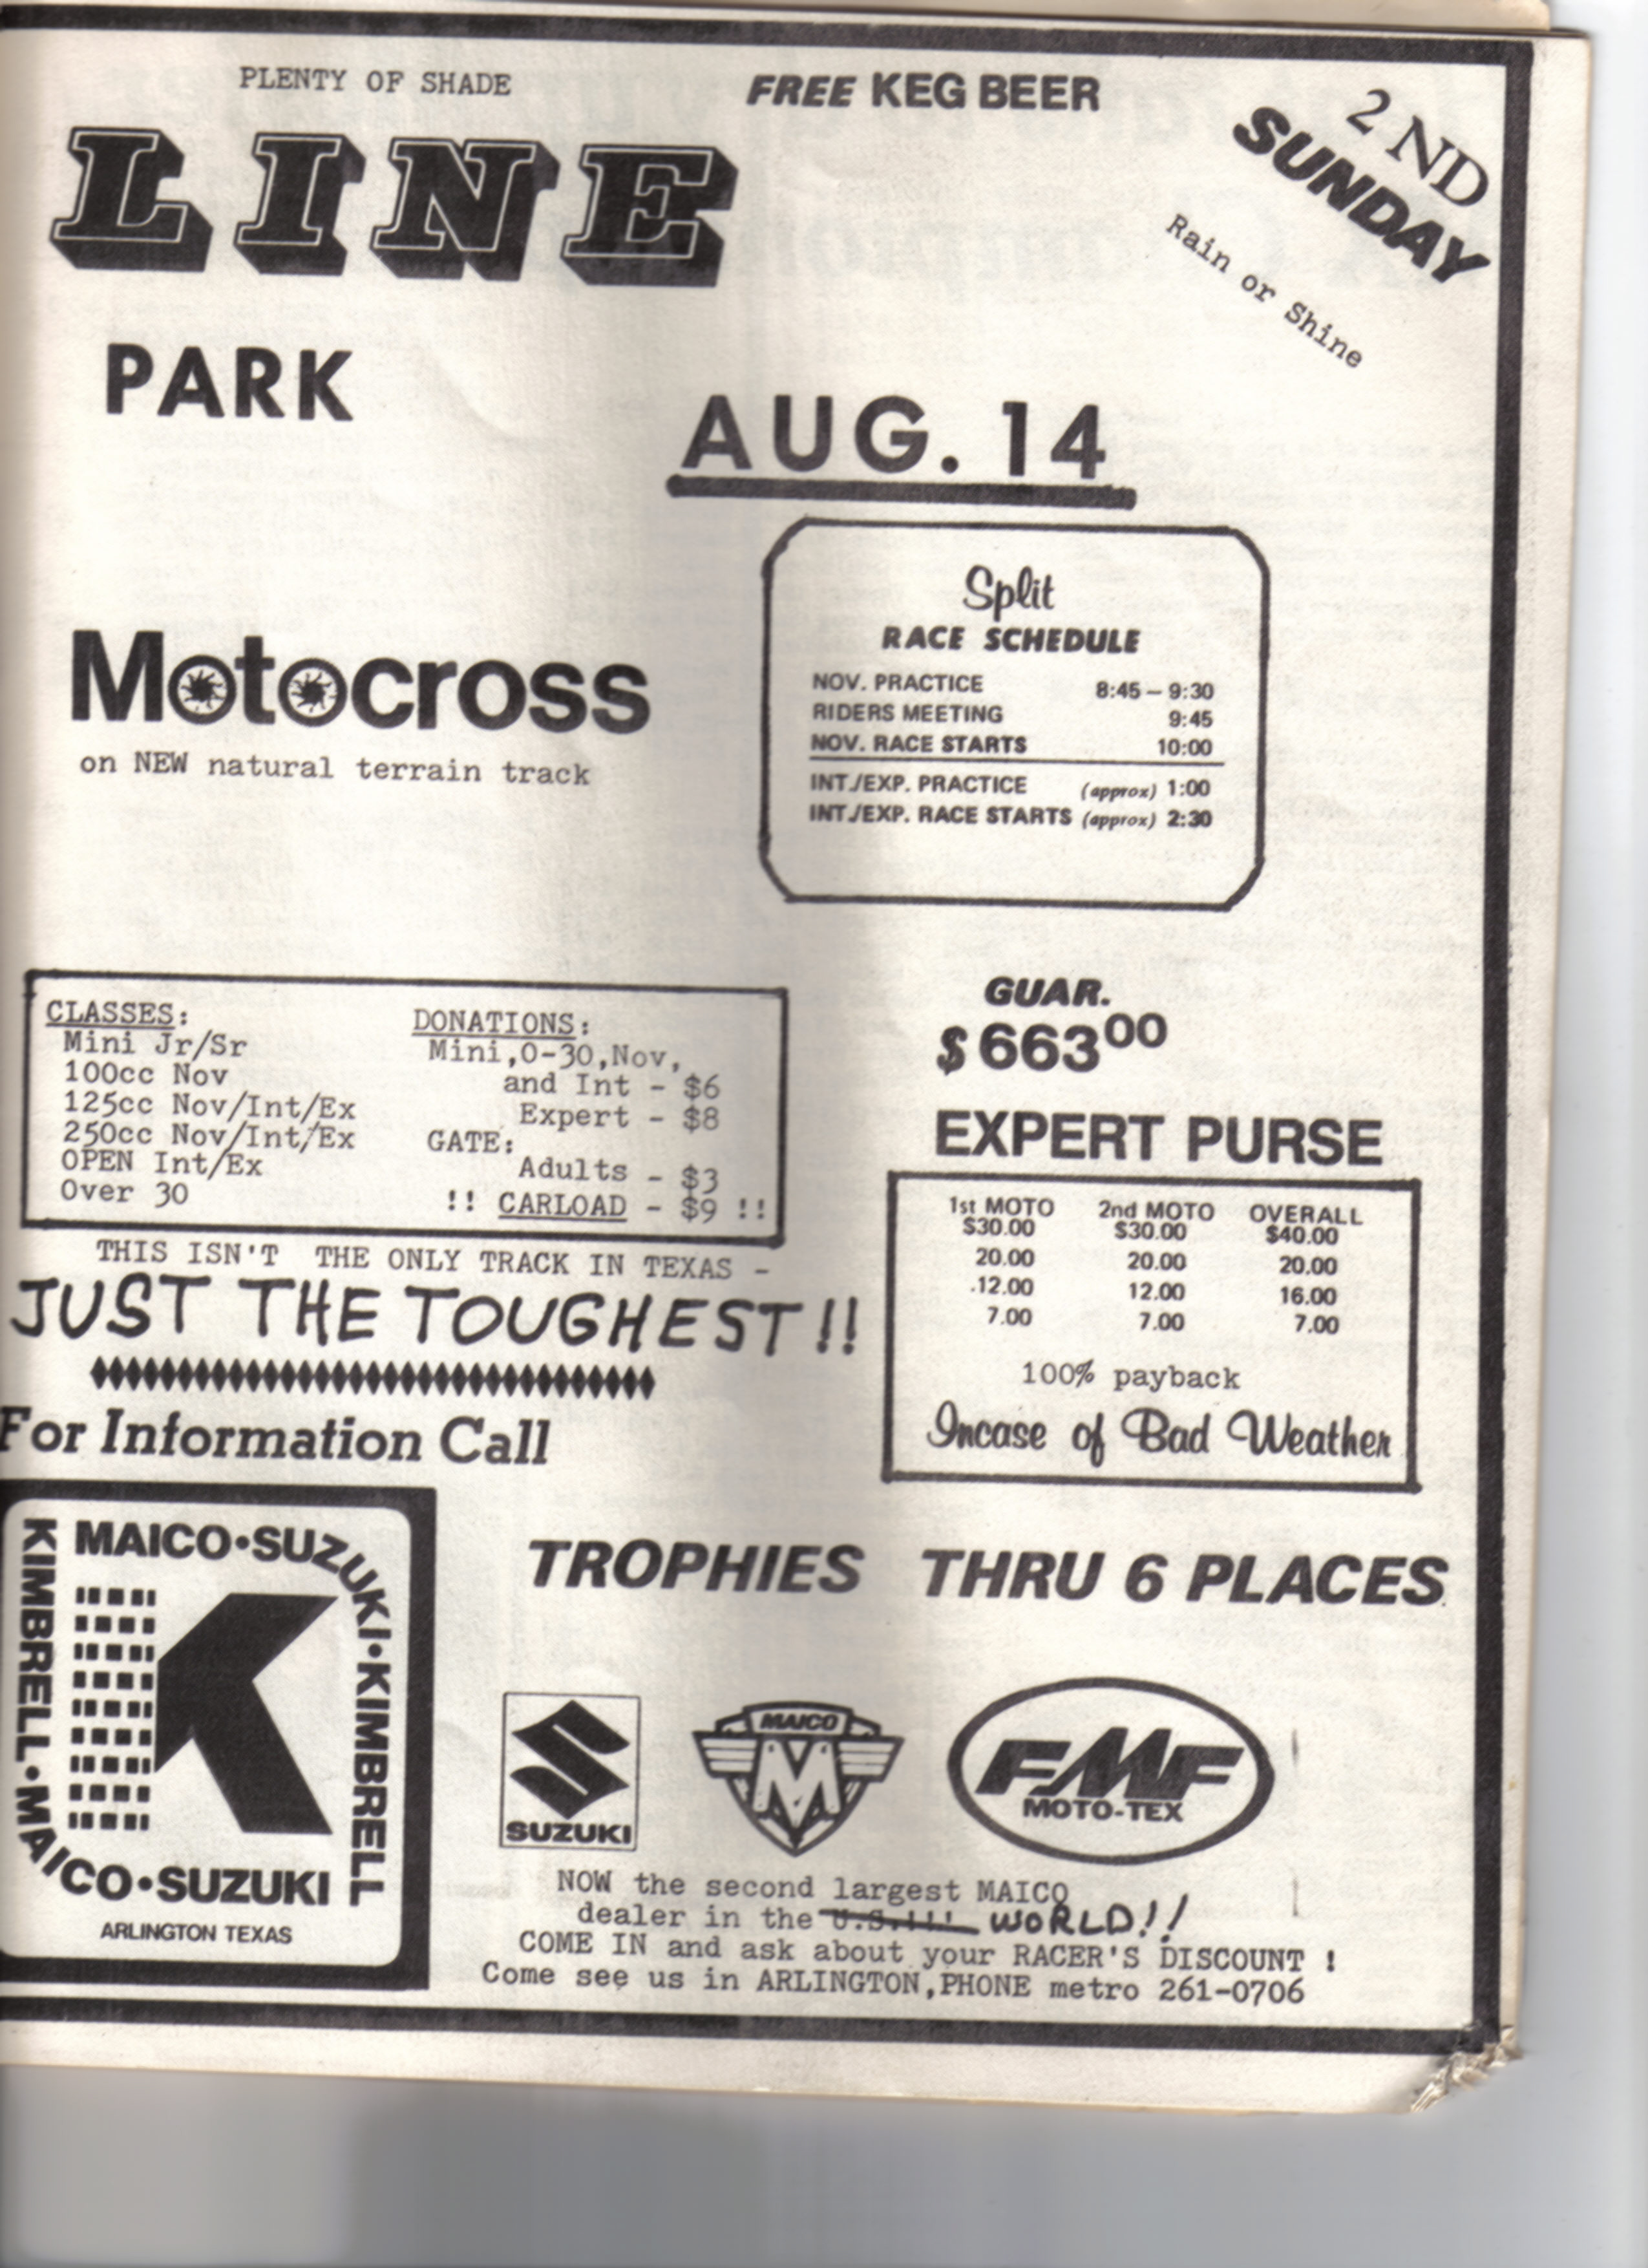 PLENTY OF SHADE
FREE KEG BEER
2 ND
SUNDAY
Rain or Shine
LINE
PARK
AUG. 14
Motocross
on NEW natural terrain track
Split
RACE SCHEDULE
NOV. PRACTICE 8:45 – 9:30
RIDERS MEETING 9:45
NOV. RACE STARTS 10:00
INT./EXP. PRACTICE (approx) 1:00
INT./EXP. RACE STARTS (approx) 2:30
CLASSES:
Mini Jr/Sr
100cc Nov
125cc Nov/Int/Ex
250cc Nov/Int/Ex
OPEN Int/Ex
Over 30
DONATIONS:
Mini,O-30,Nov,
and Int - $6
Expert - $8
GATE:
Adults - $3
!! CARLOAD - $9 !!
GUAR.
$66300
EXPERT PURSE
1st MOTO 2nd MOTO OVERALL
$30.00 $30.00 $40.00
20.00 20.00 20.00
12.00 12.00 16.00
7.00 7.00 7.00
100% payback
Incase of Bad Weather
THIS ISN'T THE ONLY TRACK IN TEXAS -
JUST THE TOUGHEST!!
For Information Call
KIMBRELL•MAICO•SUZUKI
MAICO•SUZUKI•KIMBRELL
K
ARLINGTON TEXAS
TROPHIES THRU 6 PLACES
SUZUKI
MAICO
M
FMF
MOTO-TEX
NOW the second largest MAICO
dealer in the U.S.!!! WORLD!!
COME IN and ask about your RACER'S DISCOUNT !
Come see us in ARLINGTON,PHONE metro 261-0706